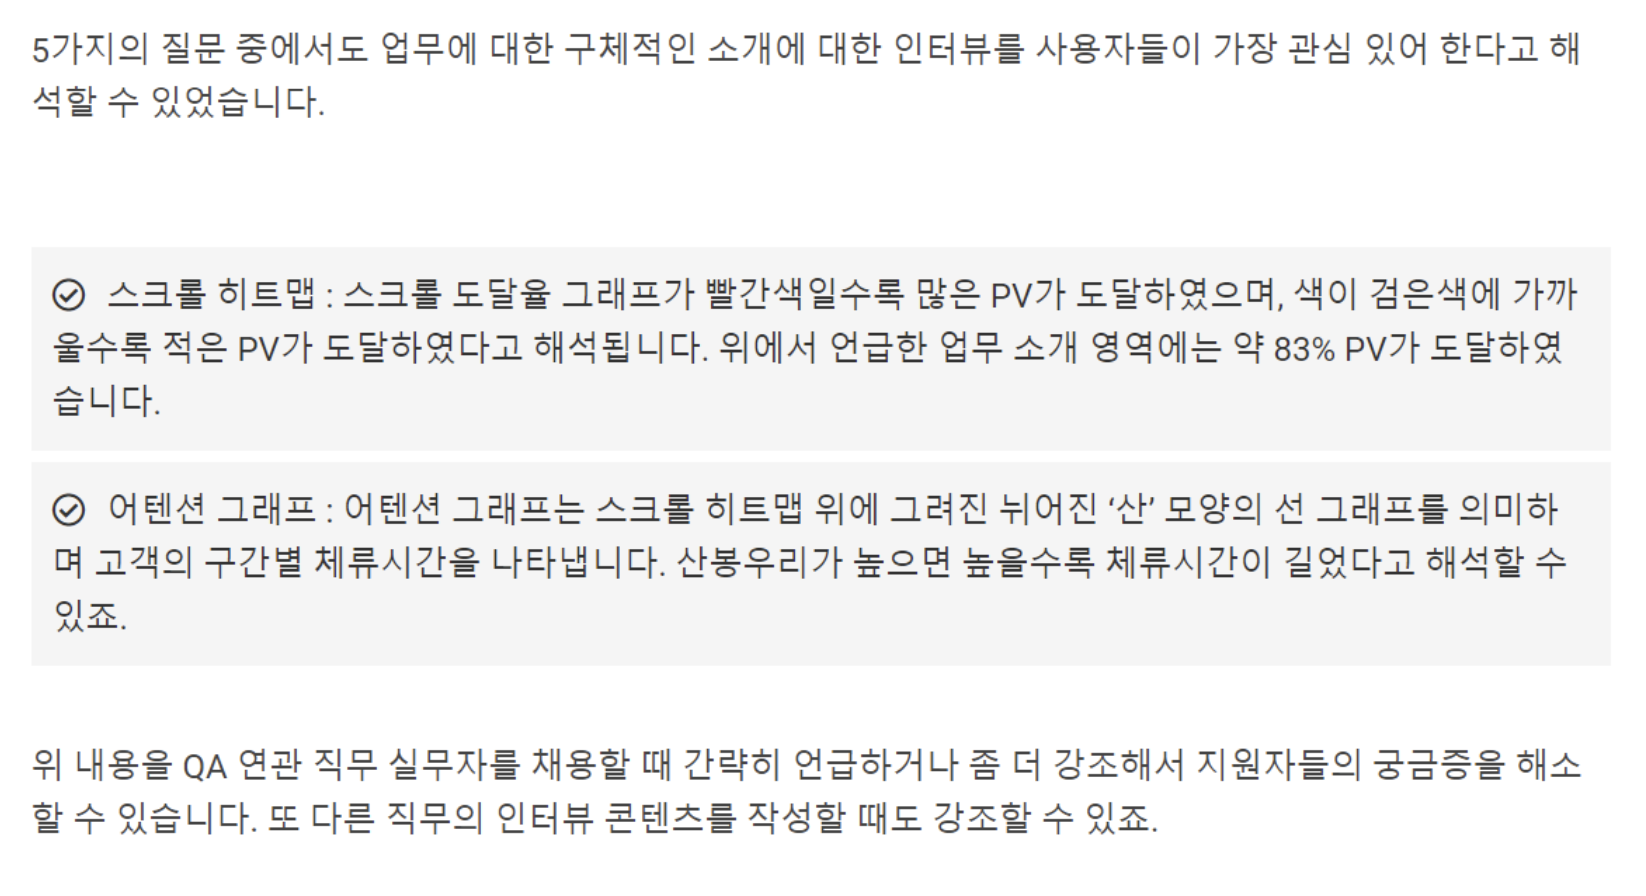 5가지의 질문 중에서도 업무에 대한 구체적인 소개에 대한 인터뷰를 사용자들이 가장 관심 있어 한다고 해
석할 수 있었습니다.
스크롤 히트맵 : 스크롤 도달율 그래프가 빨간색일수록 많은 PV가 도달하였으며, 색이 검은색에 가까
울수록 적은 PV가 도달하였다고 해석됩니다. 위에서 언급한 업무 소개 영역에는 약 83% PV가 도달하였
습니다.
어텐션 그래프 : 어텐션 그래프는 스크롤 히트맵 위에 그려진 뉘어진 ‘산’ 모양의 선 그래프를 의미하
며 고객의 구간별 체류시간을 나타냅니다. 산봉우리가 높으면 높을수록 체류시간이 길었다고 해석할 수
있죠.
위 내용을 QA 연관 직무 실무자를 채용할 때 간략히 언급하거나 좀 더 강조해서 지원자들의 궁금증을 해소
할 수 있습니다. 또 다른 직무의 인터뷰 콘텐츠를 작성할 때도 강조할 수 있죠.